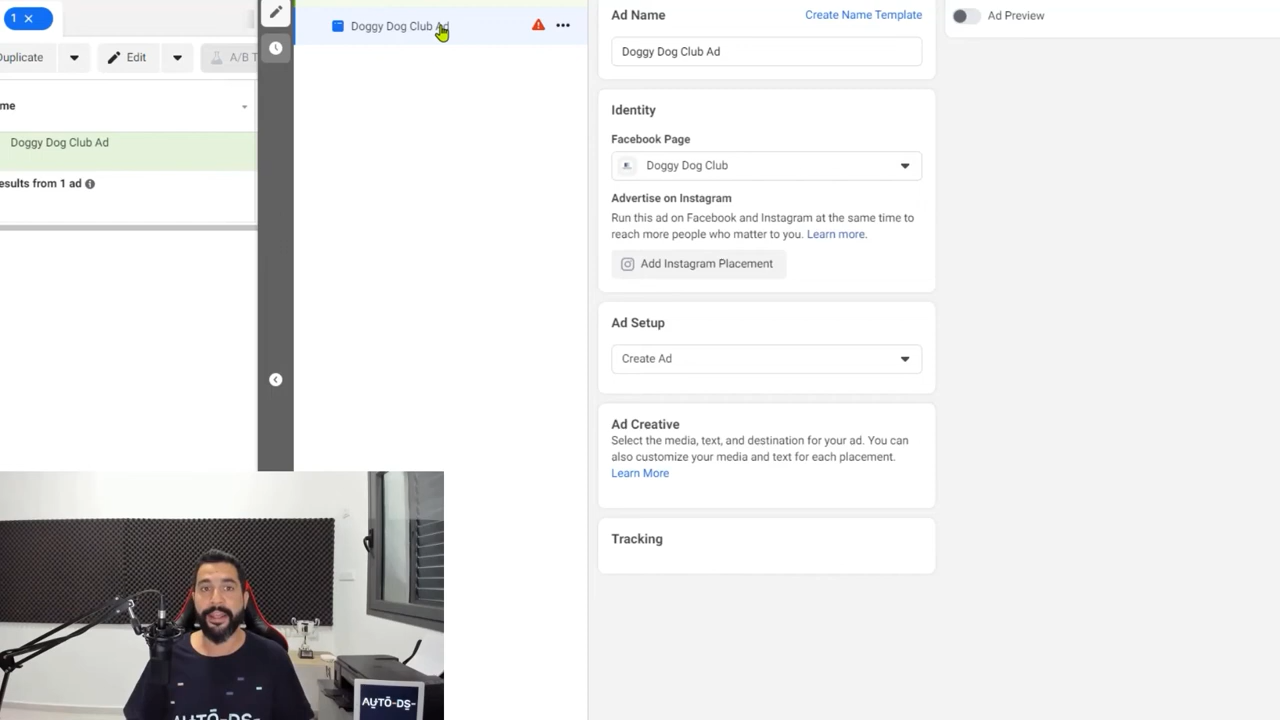 1
Duplicate
Edit
A/B T
me
Doggy Dog Club Ad
esults from 1 ad
Doggy Dog Club Ad
Ad Name
Create Name Template
Doggy Dog Club Ad
Identity
Facebook Page
Doggy Dog Club
Advertise on Instagram
Run this ad on Facebook and Instagram at the same time to
reach more people who matter to you. Learn more.
Add Instagram Placement
Ad Setup
Create Ad
Ad Creative
Select the media, text, and destination for your ad. You can
also customize your media and text for each placement.
Learn More
Tracking
Ad Preview
AUTO-DS-
AUTO-DS-